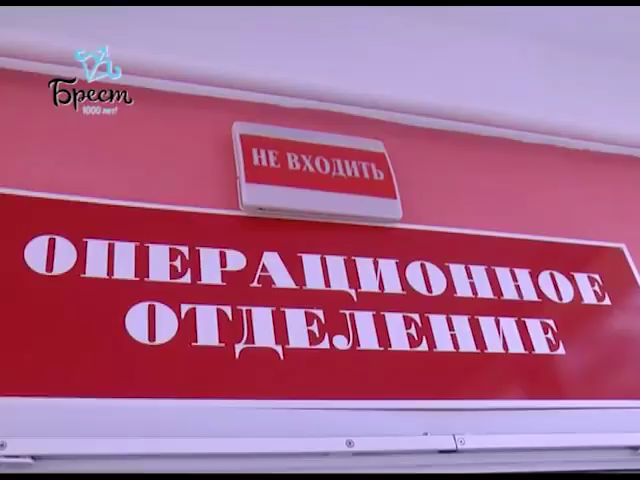 Брест
1000 лет!
НЕ ВХОДИТЬ
ОПЕРАЦИОННОЕ
ОТДЕЛЕНИЕ